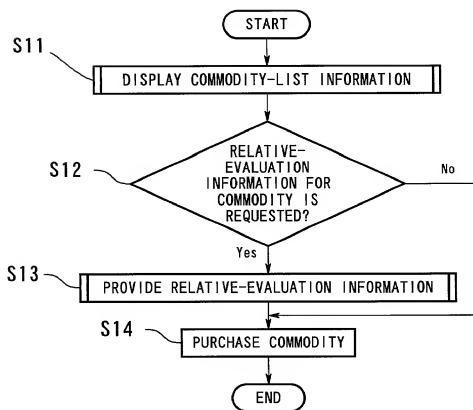 START
S11
DISPLAY COMMODITY-LIST INFORMATION
S12
RELATIVE-
EVALUATION
INFORMATION FOR
COMMODITY IS
REQUESTED?
No
Yes
S13
PROVIDE RELATIVE-EVALUATION INFORMATION
S14
PURCHASE COMMODITY
END